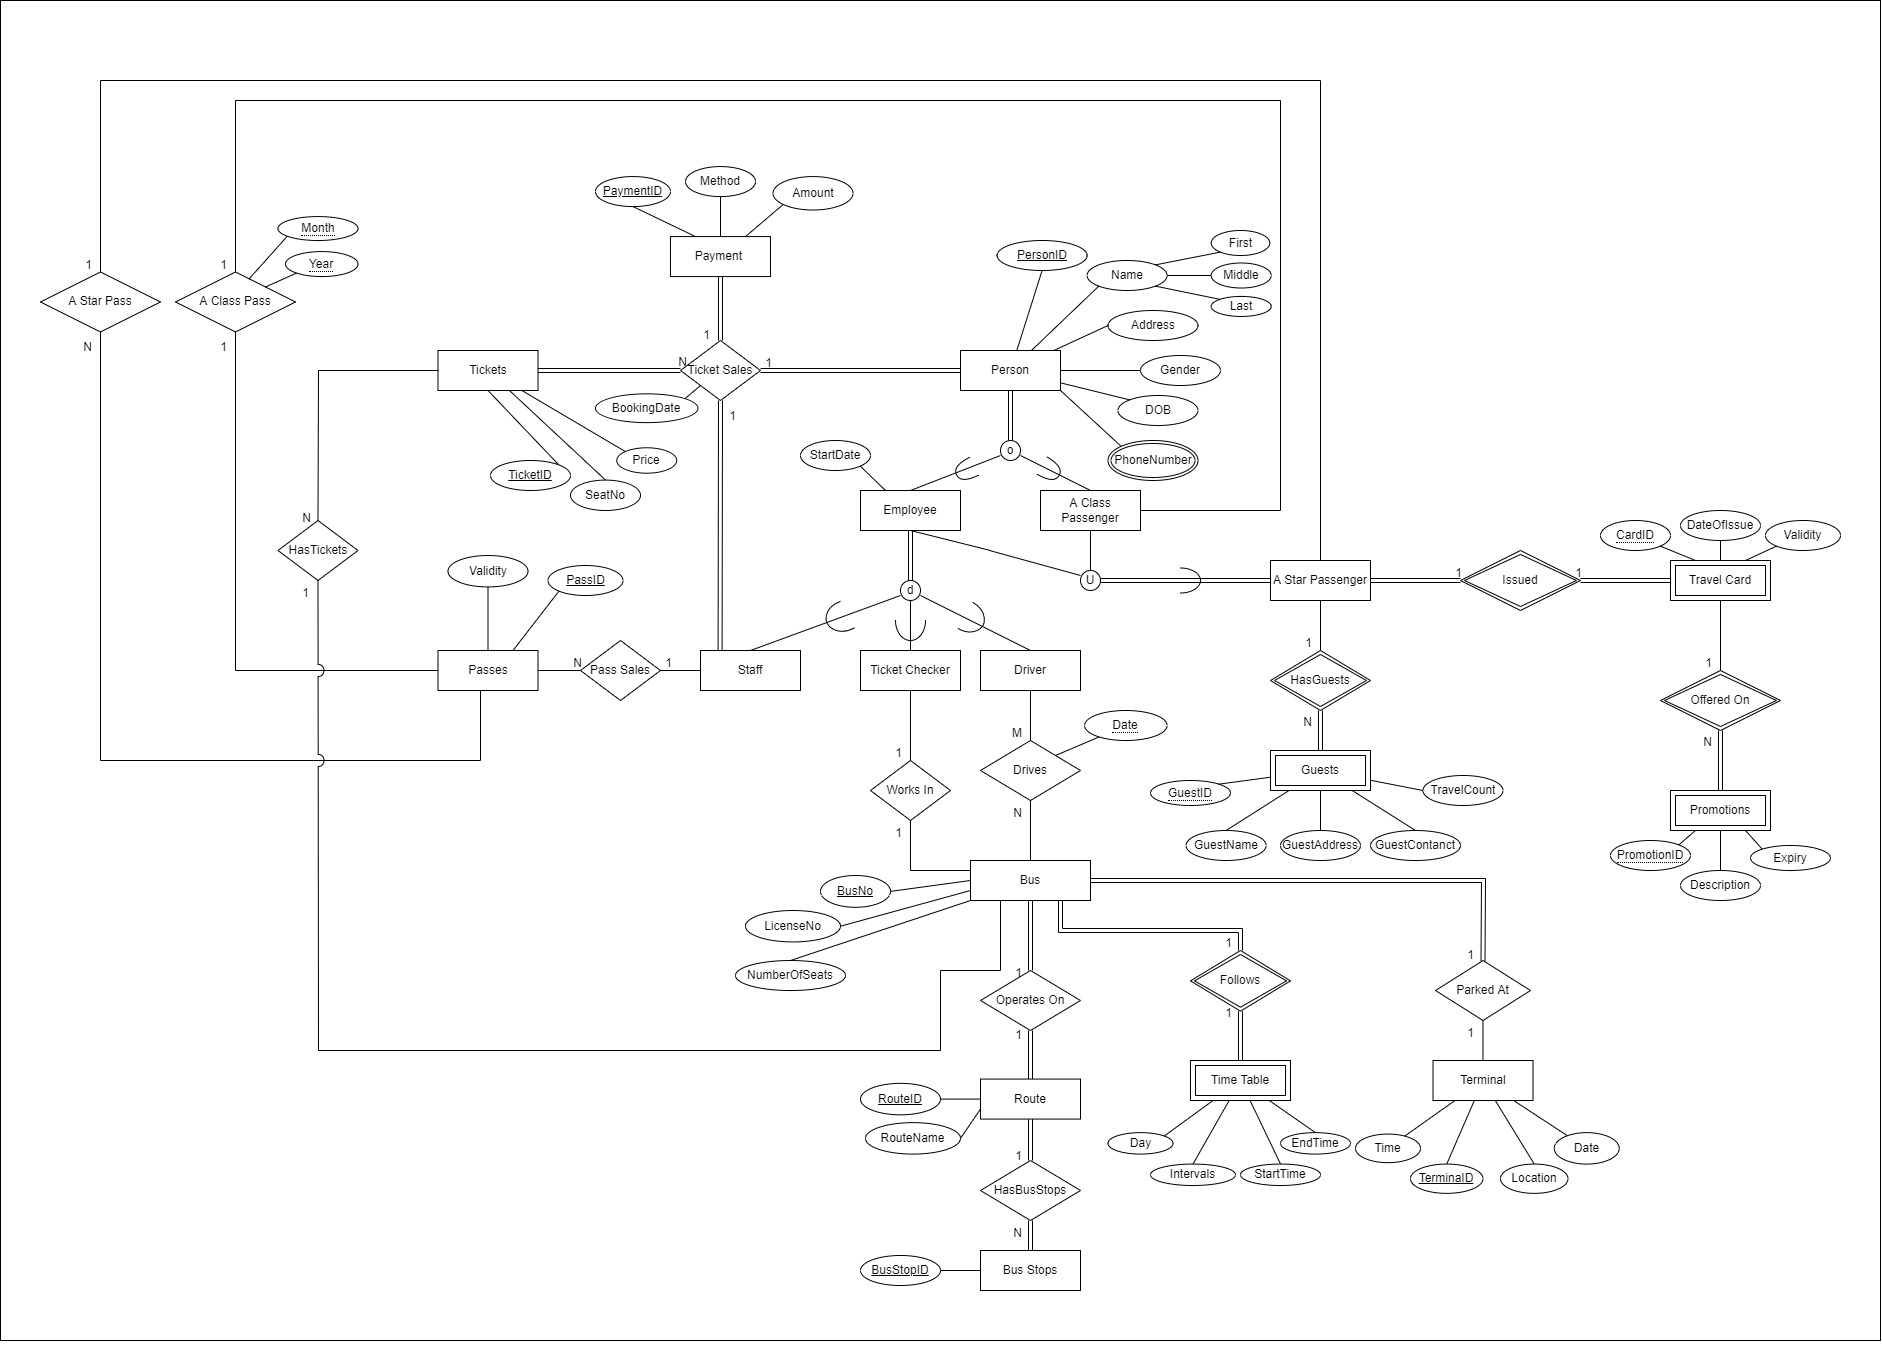 PaymentID
Method
Amount
Month
First
PersonID
Payment
Year
1
1
Name
Middle
A Star Pass
A Class Pass
Last
Address
1
N
1
Tickets
N
Ticket Sales
1
Person
Gender
BookingDate
1
DOB
o
StartDate
Price
PhoneNumber
TicketID
SeatNo
Employee
A Class
Passenger
N
DateOfIssue
CardID
Validity
HasTickets
Validity
PassID
d
U
A Star Passenger
1
Issued
1
Travel Card
1
1
Passes
N
Pass Sales
1
Staff
Ticket Checker
Driver
HasGuests
1
Offered On
M
Date
N
N
1
Drives
Guests
Works In
GuestID
TravelCount
N
Promotions
1
GuestName
GuestAddress
GuestContanct
PromotionID
Expiry
Bus
Description
BusNo
LicenseNo
1
1
NumberOfSeats
1
Follows
Parked At
Operates On
1
1
1
Time Table
Terminal
RouteID
Route
RouteName
Day
EndTime
Time
Date
1
Intervals
StartTime
TerminalID
Location
HasBusStops
N
BusStopID
Bus Stops